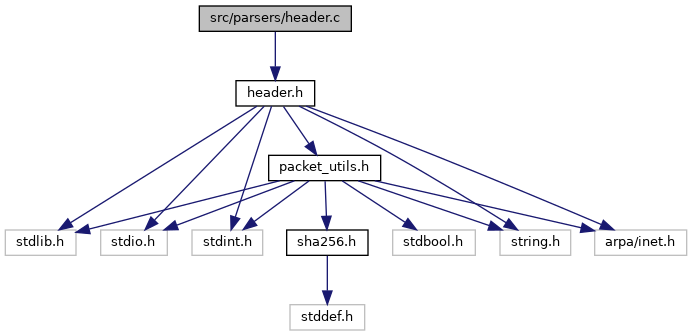 src/parsers/header.c
header.h
packet_utils.h
stdlib.h
stdio.h
stdint.h
sha256.h
stdbool.h
string.h
arpa/inet.h
stddef.h